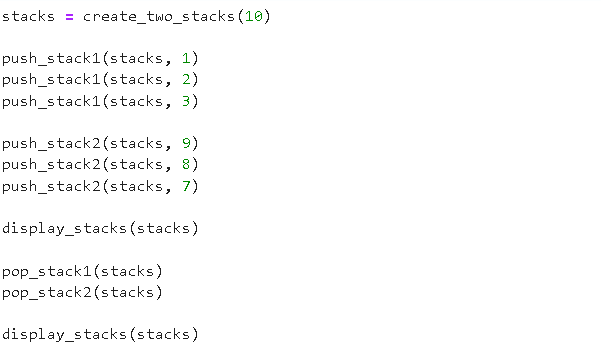 stacks = create_two_stacks(10)
push_stack1(stacks, 1)
push_stack1(stacks, 2)
push_stack1(stacks, 3)
push_stack2(stacks, 9)
push_stack2(stacks, 8)
push_stack2(stacks, 7)
display_stacks(stacks)
pop_stack1(stacks)
pop_stack2(stacks)
display_stacks(stacks)